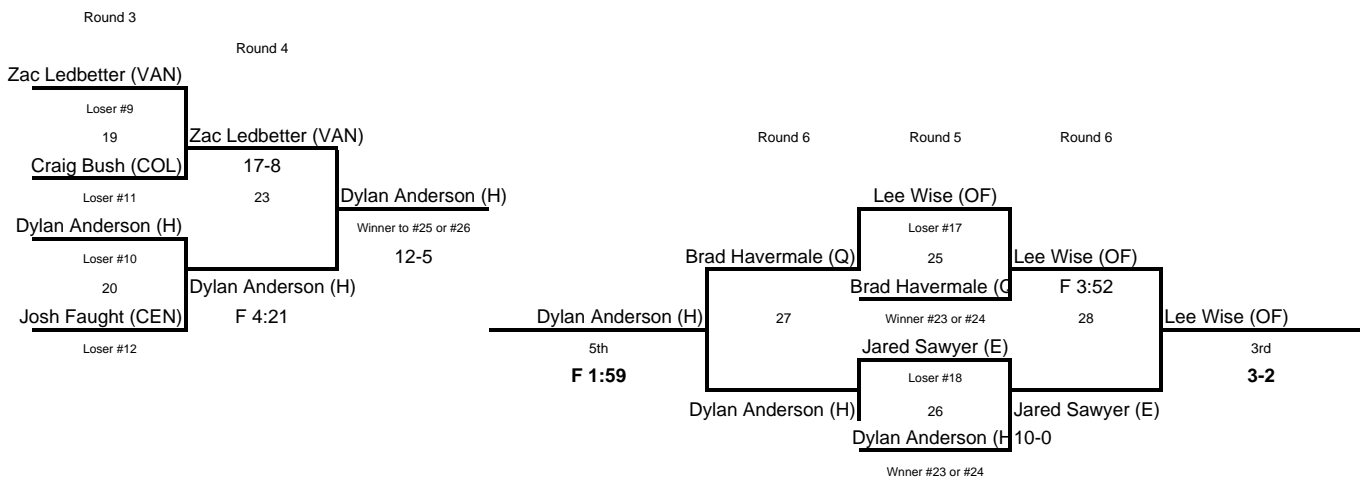 Round 3
Round 4
Zac Ledbetter (VAN)
Loser #9
19
Zac Ledbetter (VAN)
Craig Bush (COL)
17-8
Loser #11
23
Dylan Anderson (H)
Dylan Anderson (H)
Winner to #25 or #26
Loser #10
12-5
20
Dylan Anderson (H)
Josh Faught (CEN)
F 4:21
Loser #12
Round 6
Round 5
Round 6
Lee Wise (OF)
Loser #17
Brad Havermale (Q)
25
Lee Wise (OF)
Brad Havermale (Q
F 3:52
Dylan Anderson (H)
27
Winner #23 or #24
28
Lee Wise (OF)
5th
Jared Sawyer (E)
3rd
F 1:59
Loser #18
3-2
Dylan Anderson (H)
26
Jared Sawyer (E)
Dylan Anderson (H
10-0
Wnner #23 or #24